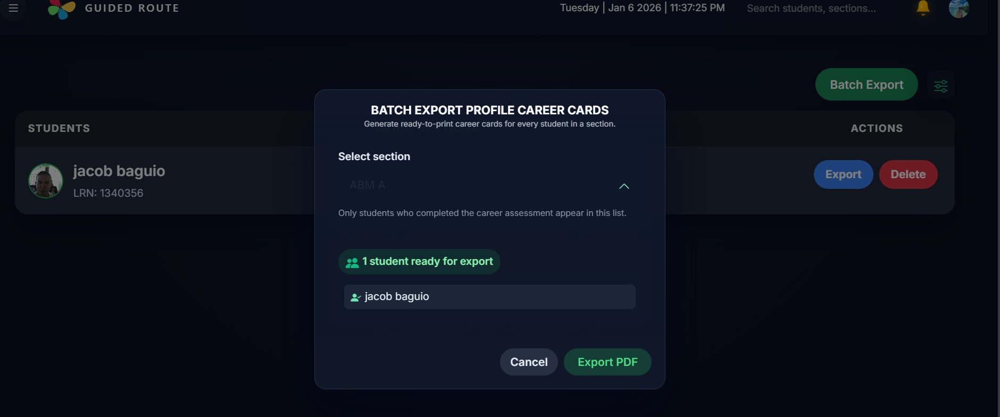 GUIDED ROUTE
Tuesday | Jan 6 2026 | 11:37:25 PM
Search students, sections...
Batch Export
STUDENTS
ACTIONS
jacob baguio
LRN: 1340356
Export
Delete
BATCH EXPORT PROFILE CAREER CARDS
Generate ready-to-print career cards for every student in a section.
Select section
ABM A
Only students who completed the career assessment appear in this list.
1 student ready for export
jacob baguio
Cancel
Export PDF